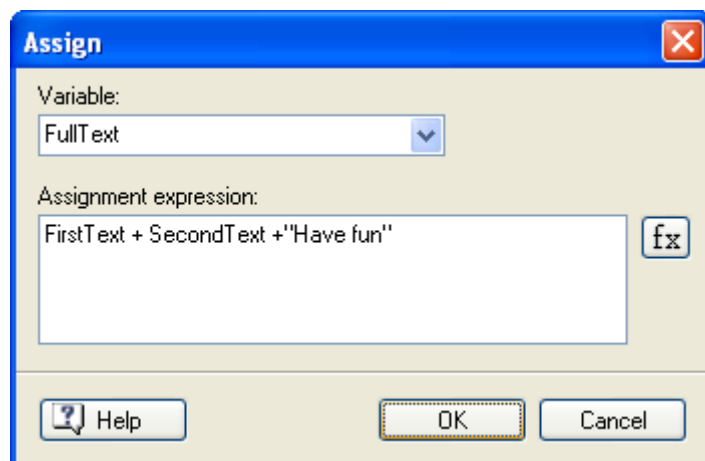 Assign
Variable:
FullText
Assignment expression:
FirstText + SecondText +"Have fun"
fx
Help
OK
Cancel